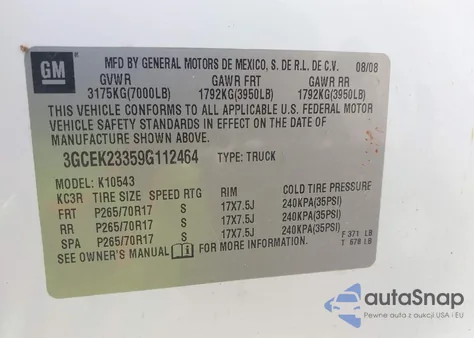 GM
MFD BY GENERAL MOTORS DE MEXICO, S. DE R.L. DE C.V. 08/08
GVWR GAWR FRT GAWR RR
3175KG(7000LB) 1792KG(3950LB) 1792KG(3950LB)
THIS VEHICLE CONFORMS TO ALL APPLICABLE U.S. FEDERAL MOTOR
VEHICLE SAFETY STANDARDS IN EFFECT ON THE DATE OF
MANUFACTURE SHOWN ABOVE.
3GCEK23359G112464 TYPE: TRUCK
MODEL: K10543
KC3R TIRE SIZE SPEED RTG RIM COLD TIRE PRESSURE
FRT P265/70R17 S 17X7.5J 240KPA(35PSI)
RR P265/70R17 S 17X7.5J 240KPA(35PSI)
SPA P265/70R17 S 17X7.5J 240KPA(35PSI)
F 371 LB
T 678 LB
SEE OWNER'S MANUAL FOR MORE INFORMATION.
autoSnap
Pewne auta z aukcji USA i EU